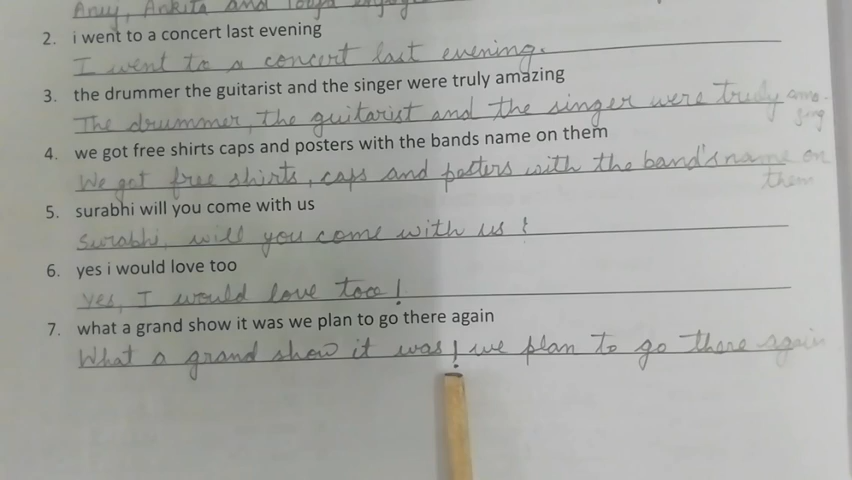 Anuj, Ankita and
2. i went to a concert last evening
I went to a concert last evening.
3. the drummer the guitarist and the singer were truly amazing
The drummer, the guitarist and the singer were truly ama-
zing
4. we got free shirts caps and posters with the bands name on them
We got free shirts, caps and posters with the band's name on
them
5. surabhi will you come with us
Surabhi, will you come with us ?
6. yes i would love too
Yes, I would love too!
7. what a grand show it was we plan to go there again
What a grand show it was! we plan to go there again